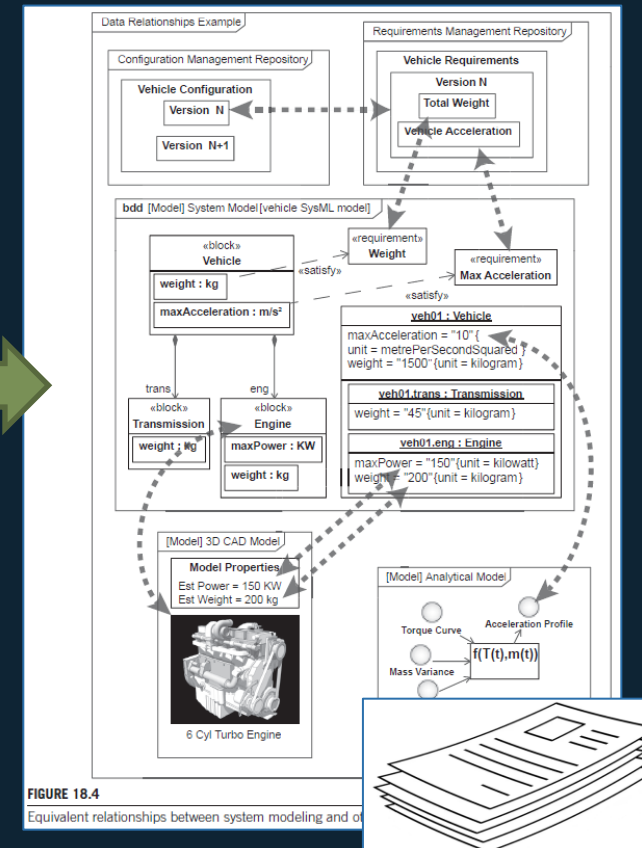 Data Relationships Example
Configuration Management Repository
Vehicle Configuration
Version N
Version N+1
Requirements Management Repository
Vehicle Requirements
Version N
Total Weight
Vehicle Acceleration
bdd [Model] System Model[vehicle SysML model]
«block»
Vehicle
weight : kg
maxAcceleration : m/s²
«requirement»
Weight
«satisfy»
«requirement»
Max Acceleration
«satisfy»
trans
«block»
Transmission
weight : kg
eng
«block»
Engine
maxPower : KW
weight : kg
veh01 : Vehicle
maxAcceleration = "10"{
unit = metrePerSecondSquared }
weight = "1500"{unit = kilogram}
veh01.trans : Transmission
weight = "45"{unit = kilogram}
veh01.eng : Engine
maxPower = "150"{unit = kilowatt}
weight = "200"{unit = kilogram}
[Model] 3D CAD Model
Model Properties
Est Power = 150 KW
Est Weight = 200 kg
6 Cyl Turbo Engine
[Model] Analytical Model
Torque Curve
Acceleration Profile
Mass Variance
f(T(t),m(t))
FIGURE 18.4
Equivalent relationships between system modeling and